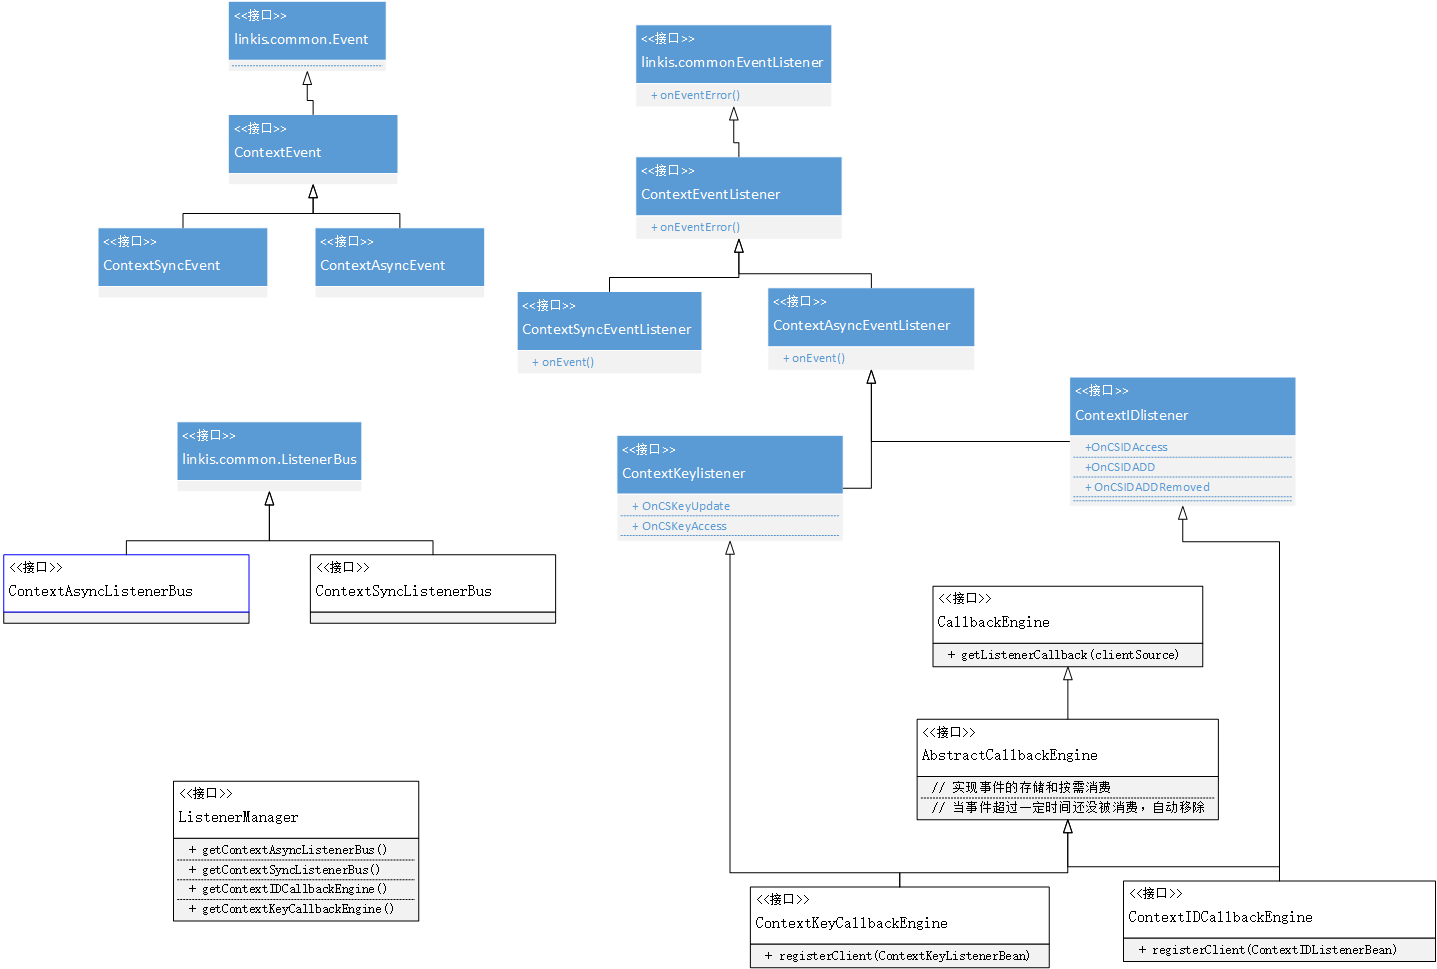 <<接口>>
linkis.common.Event
<<接口>>
ContextEvent
<<接口>>
ContextSyncEvent
<<接口>>
ContextAsyncEvent
<<接口>>
linkis.commonEventListener
+ onEventError()
<<接口>>
ContextEventListener
+ onEventError()
<<接口>>
ContextSyncEventListener
+ onEvent()
<<接口>>
ContextAsyncEventListener
+ onEvent()
<<接口>>
ContextIDlistener
+OnCSIDAccess
+OnCSIDADD
+ OnCSIDADDRemoved
<<接口>>
ContextKeylistener
+ OnCSKeyUpdate
+ OnCSKeyAccess
<<接口>>
linkis.common.ListenerBus
<<接口>>
ContextAsyncListenerBus
<<接口>>
ContextSyncListenerBus
<<接口>>
CallbackEngine
+ getListenerCallback(clientSource)
<<接口>>
AbstractCallbackEngine
// 实现事件的存储和按需消费
// 当事件超过一定时间还没被消费，自动移除
<<接口>>
ListenerManager
+ getContextAsyncListenerBus()
+ getContextSyncListenerBus()
+ getContextIDCallbackEngine()
+ getContextKeyCallbackEngine()
<<接口>>
ContextKeyCallbackEngine
+ registerClient(ContextKeyListenerBean)
<<接口>>
ContextIDCallbackEngine
+ registerClient(ContextIDListenerBean)